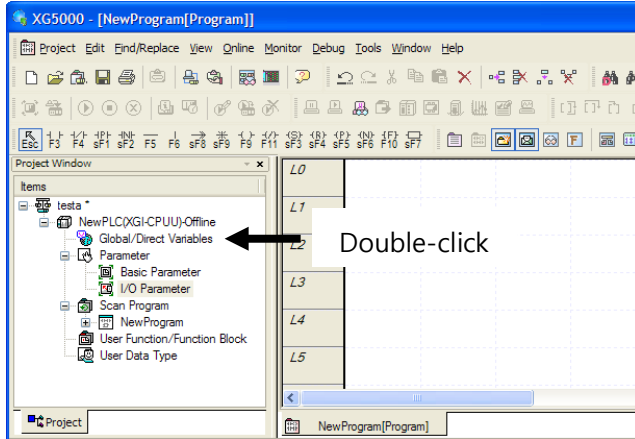 XG5000 - [NewProgram[Program]]
Project Edit Find/Replace View Online Monitor Debug Tools Window Help
Esc F3 F4 sF1 sF2 F5 F6 sF8 sF9 F9 F11 sF3 sF4 sF5 sF6 F10 sF7
Project Window
Items
testa *
NewPLC(XGI-CPUU)-Offline
Global/Direct Variables
Parameter
Basic Parameter
I/O Parameter
Scan Program
NewProgram
User Function/Function Block
User Data Type
Project
L0
L1
L2
L3
L4
L5
Double-click
NewProgram[Program]